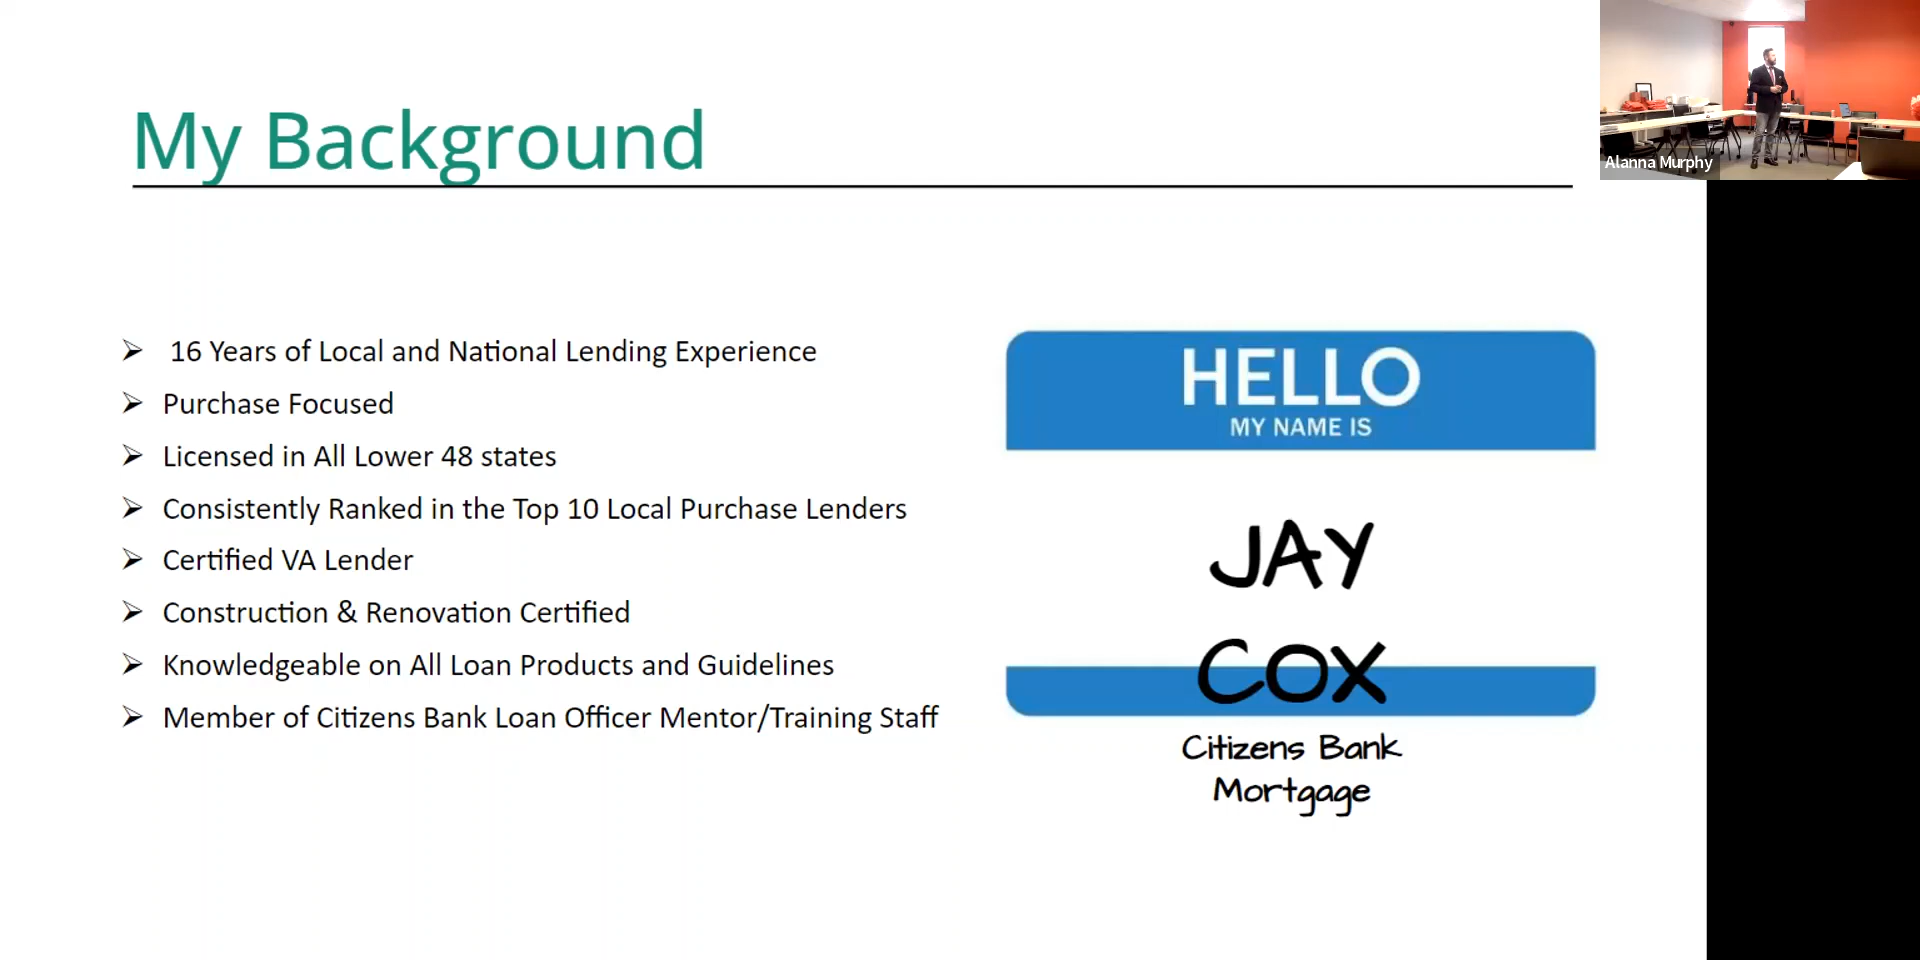 My Background
Alanna Murphy
16 Years of Local and National Lending Experience
Purchase Focused
Licensed in All Lower 48 states
Consistently Ranked in the Top 10 Local Purchase Lenders
Certified VA Lender
Construction & Renovation Certified
Knowledgeable on All Loan Products and Guidelines
Member of Citizens Bank Loan Officer Mentor/Training Staff
HELLO
MY NAME IS
JAY
COX
Citizens Bank
Mortgage